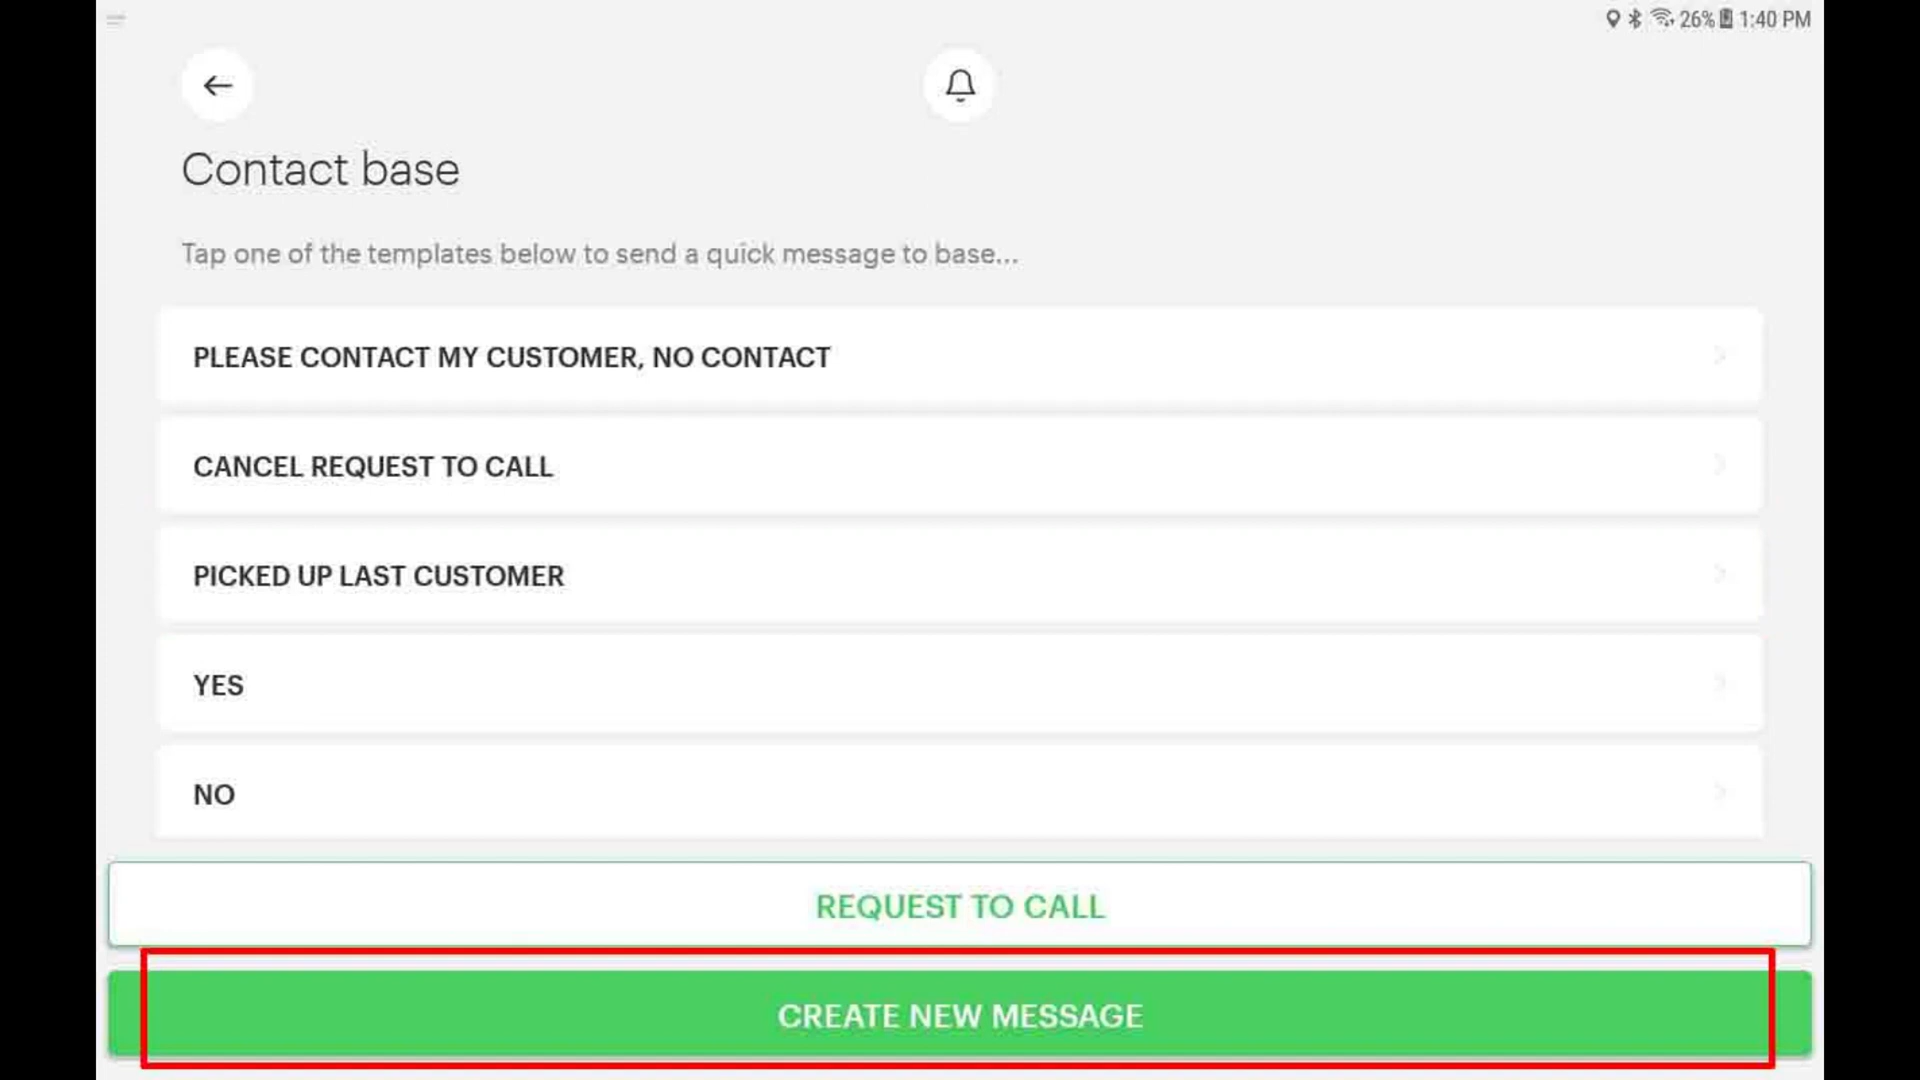 26% 1:40 PM
Contact base
Tap one of the templates below to send a quick message to base...
PLEASE CONTACT MY CUSTOMER, NO CONTACT
CANCEL REQUEST TO CALL
PICKED UP LAST CUSTOMER
YES
NO
REQUEST TO CALL
CREATE NEW MESSAGE